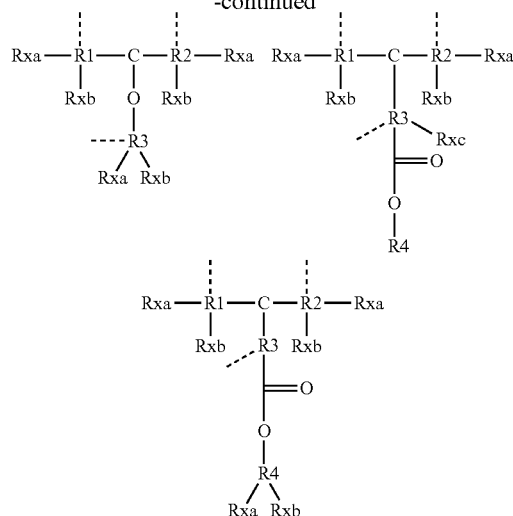 -continued
Rxa R1 C R2 Rxa Rxa R1 C R2 Rxa
Rxb O Rxb Rxb R3 Rxb
R3 Rxc
Rxa Rxb O
O
R4
Rxa R1 C R2 Rxa
Rxb R3 Rxb
O
O
R4
Rxa Rxb